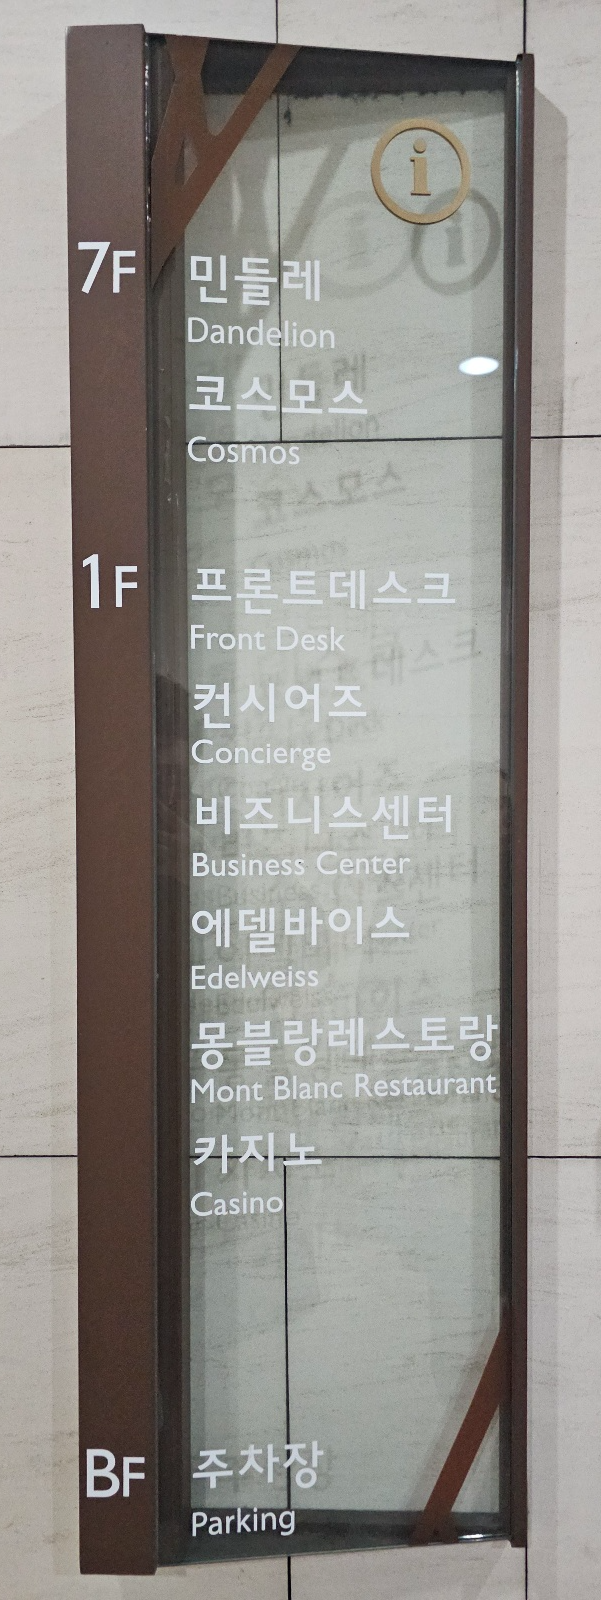 i
7F
민들레
Dandelion
코스모스
Cosmos
1F
프론트데스크
Front Desk
컨시어즈
Concierge
비즈니스센터
Business Center
에델바이스
Edelweiss
몽블랑레스토랑
Mont Blanc Restaurant
카지노
Casino
BF
주차장
Parking